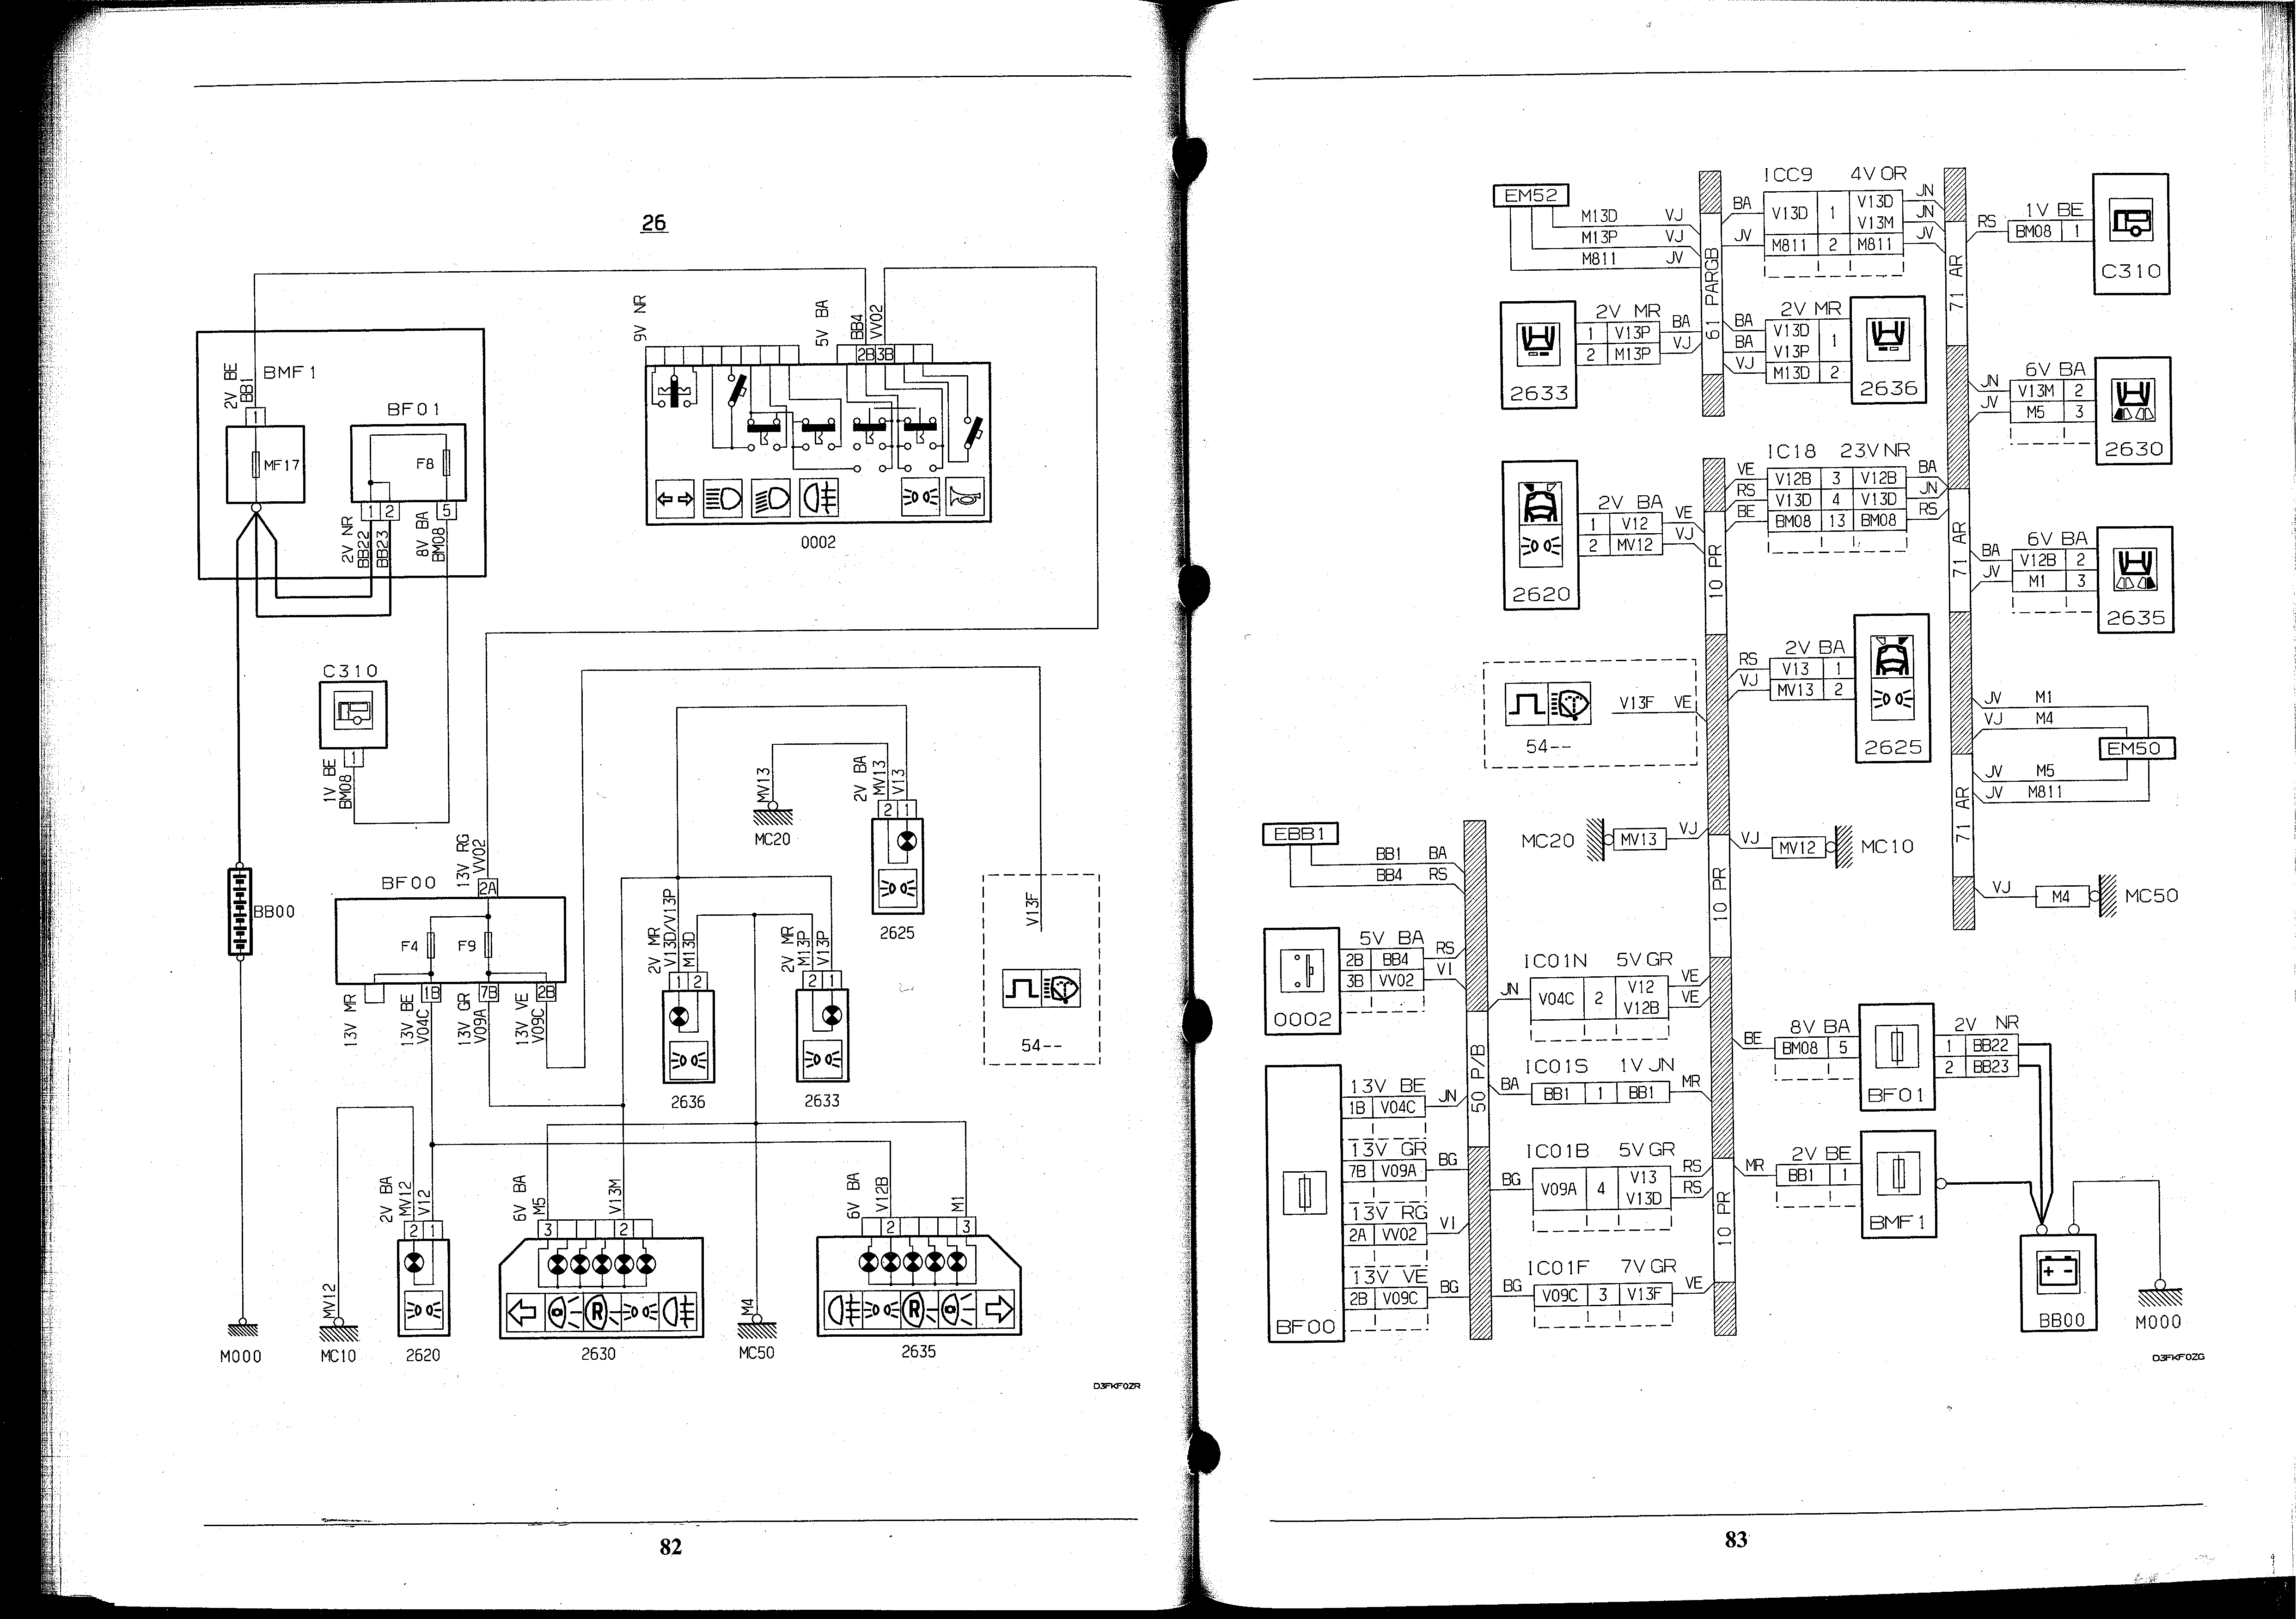 26
9V NR
5V BA
BB4
VV02
2B 3B
0002
2V BE
BB1
BMF1
1
MF17
BF01
F8
1 2
5
2V NR
BB22
BB23
8V BA
BM08
C310
1
1V BE
BM08
BB00
M000
13V RG
VV02
BF00
2A
F4
F9
1B
7B
2B
13V MR
13V BE
V04C
13V GR
V09A
13V VE
V09C
MV13
MC20
2V BA
MV13
V13
2 1
2625
2V MR
V13D/V13P
M13D
1 2
2636
2V MR
M13P
V13P
2 1
2633
V13F
54--
MV12
MC10
2V BA
MV12
V12
2 1
2620
6V BA
M5
V13M
3
2
R
2630
M4
MC50
6V BA
V12B
M1
2
3
R
2635
D3FKF0ZR
82
EM52
M13D VJ
M13P VJ
M811 JV
61 PARGB
ICC9 4V OR
BA V13D 1 V13D JN
V13M JN
JV M811 2 M811 JV
71 AR
RS
1V BE
BM08 1
C310
2V MR
1 V13P BA
2 M13P VJ
2633
2V MR
BA V13D 1
BA V13P
VJ M13D 2
2636
6V BA
JN V13M 2
JV M5 3
2630
2V BA
1 V12 VE
2 MV12 VJ
2620
10 PR
IC18 23V NR
VE V12B 3 V12B BA
RS V13D 4 V13D JN
BE BM08 13 BM08 RS
71 AR
6V BA
BA V12B 2
JV M1 3
2635
V13F VE
54--
2V BA
RS V13 1
VJ MV13 2
2625
JV M1
VJ M4
EM50
JV M5
JV M811
71 AR
MC20 MV13 VJ
VJ MV12 MC10
VJ M4 MC50
EBB1
BB1 BA
BB4 RS
5V BA
2B BB4 RS
3B VV02 VI
0002
50 P/B
10 PR
IC01N 5V GR
JN V04C 2 V12 VE
V12B VE
IC01S 1V JN
BA BB1 1 BB1 MR
IC01B 5V GR
BG V09A 4 V13 RS
V13D RS
IC01F 7V GR
BG V09C 3 V13F VE
13V BE
1B V04C JN
13V GR
7B V09A BG
13V RG
2A VV02 VI
13V VE
2B V09C BG
BF00
10 PR
8V BA
BE BM08 5
BF01
2V NR
1 BB22
2 BB23
2V BE
MR BB1 1
BMF1
+ -
BB00
M000
D3FKF0ZG
83